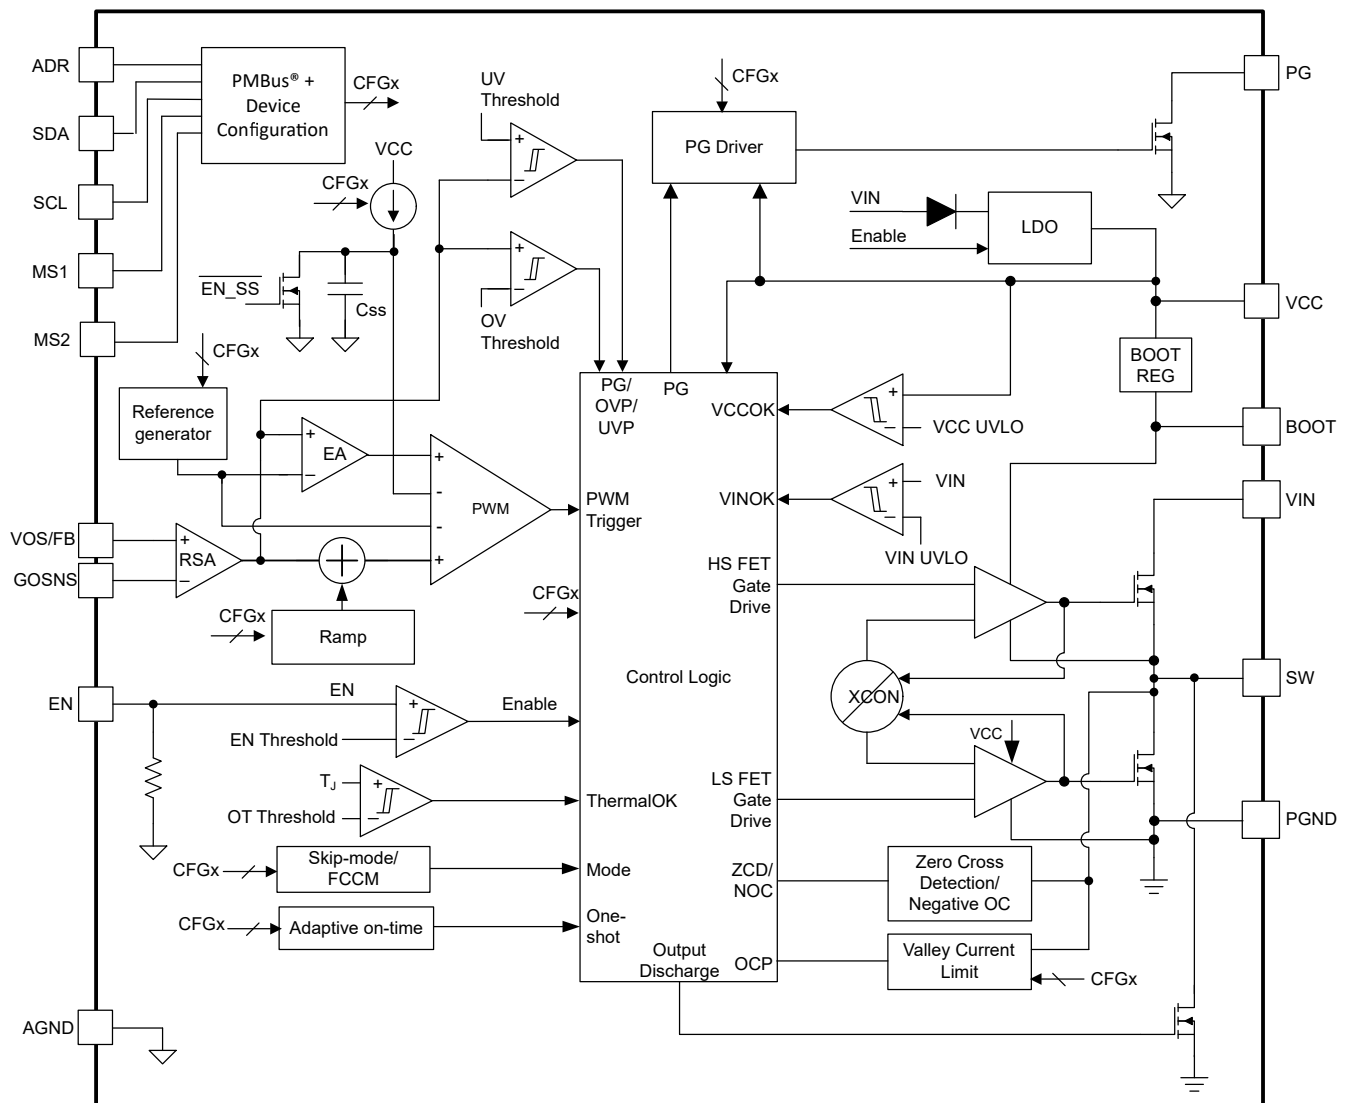 ADR
SDA
SCL
MS1
MS2
PMBus® +
Device
Configuration
CFGx
VCC
CFGx
EN_SS
Css
UV
Threshold
+
−
+
−
OV
Threshold
CFGx
PG Driver
PG
VIN
Enable
LDO
VCC
BOOT
REG
BOOT
CFGx
Reference
generator
+
−
EA
+
-
-
+
PWM
VOS/FB
GOSNS
+
−
RSA
CFGx
Ramp
PG/
OVP/
UVP
PG
VCCOK
+
−
VCC UVLO
PWM
Trigger
VINOK
+
−
VIN
VIN UVLO
VIN
CFGx
HS FET
Gate
Drive
Control Logic
XCON
SW
EN
EN
EN Threshold
+
−
Enable
VCC
TJ
OT Threshold
+
−
ThermalOK
LS FET
Gate
Drive
PGND
CFGx
Skip-mode/
FCCM
Mode
ZCD/
NOC
Zero Cross
Detection/
Negative OC
CFGx
Adaptive on-time
One-
shot
Output
Discharge
OCP
Valley Current
Limit
CFGx
AGND